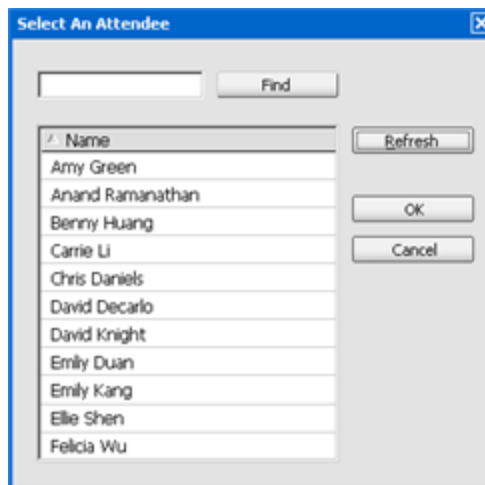 Select An Attendee
Find
Name
Refresh
Amy Green
Anand Ramanathan
Benny Huang
OK
Carrie Li
Cancel
Chris Daniels
David Decarlo
David Knight
Emily Duan
Emily Kang
Ellie Shen
Felicia Wu